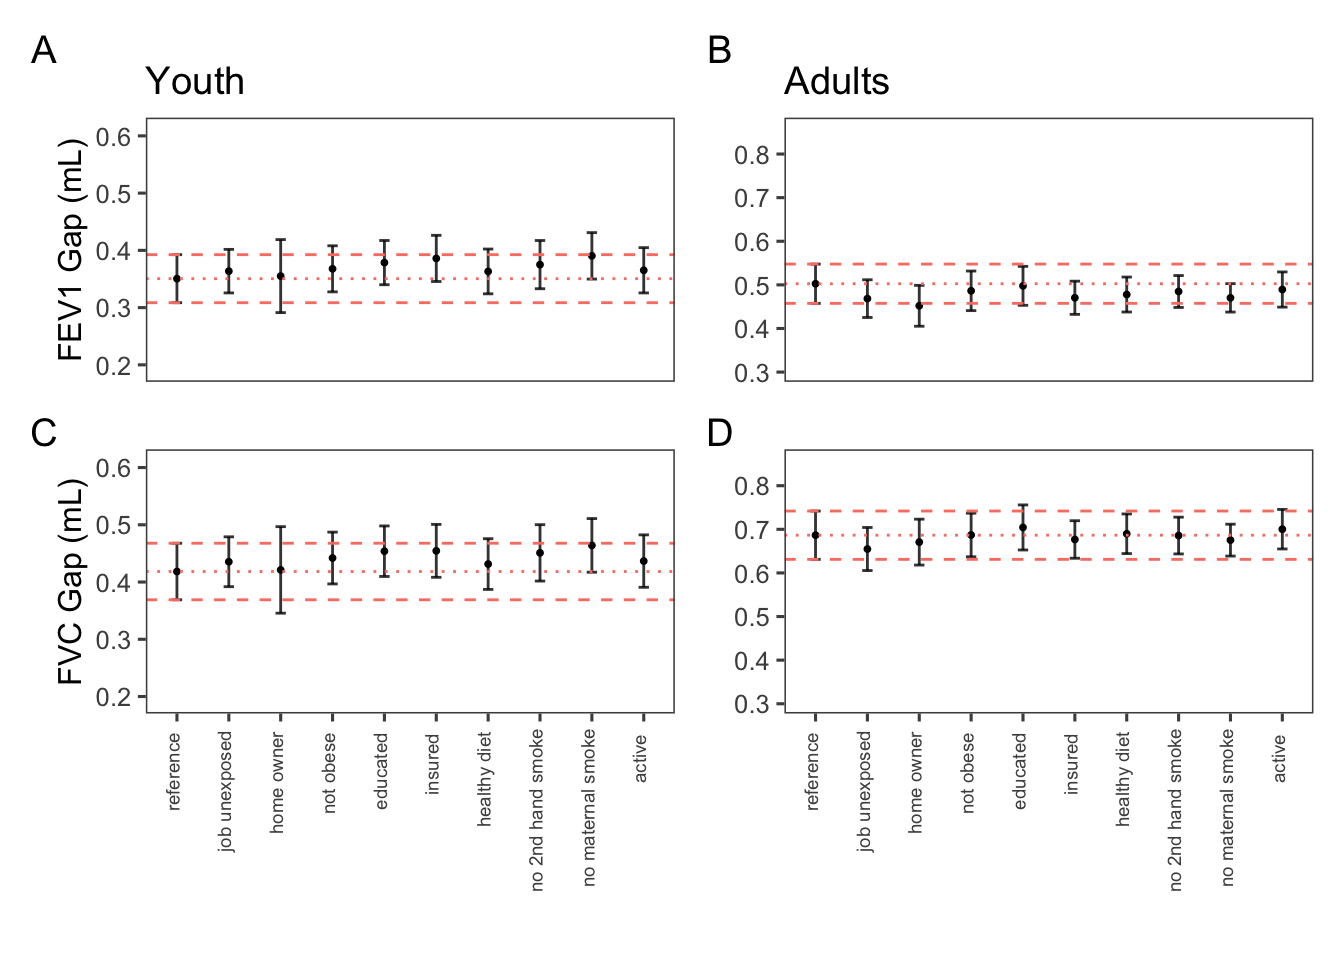 A
Youth
FEV1 Gap (mL)
0.6
0.5
0.4
0.3
0.2
B
Adults
0.8
0.7
0.6
0.5
0.4
0.3
C
FVC Gap (mL)
0.6
0.5
0.4
0.3
0.2
reference
job unexposed
home owner
not obese
educated
insured
healthy diet
no 2nd hand smoke
no maternal smoke
active
D
0.8
0.7
0.6
0.5
0.4
0.3
reference
job unexposed
home owner
not obese
educated
insured
healthy diet
no 2nd hand smoke
no maternal smoke
active